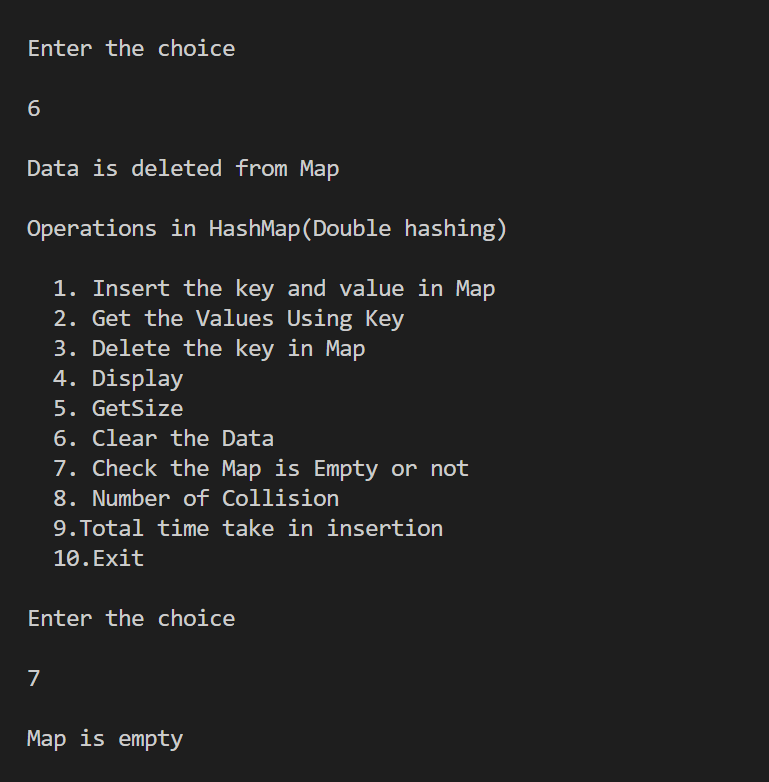 Enter the choice
6
Data is deleted from Map
Operations in HashMap(Double hashing)
1. Insert the key and value in Map
2. Get the Values Using Key
3. Delete the key in Map
4. Display
5. GetSize
6. Clear the Data
7. Check the Map is Empty or not
8. Number of Collision
9.Total time take in insertion
10.Exit
Enter the choice
7
Map is empty